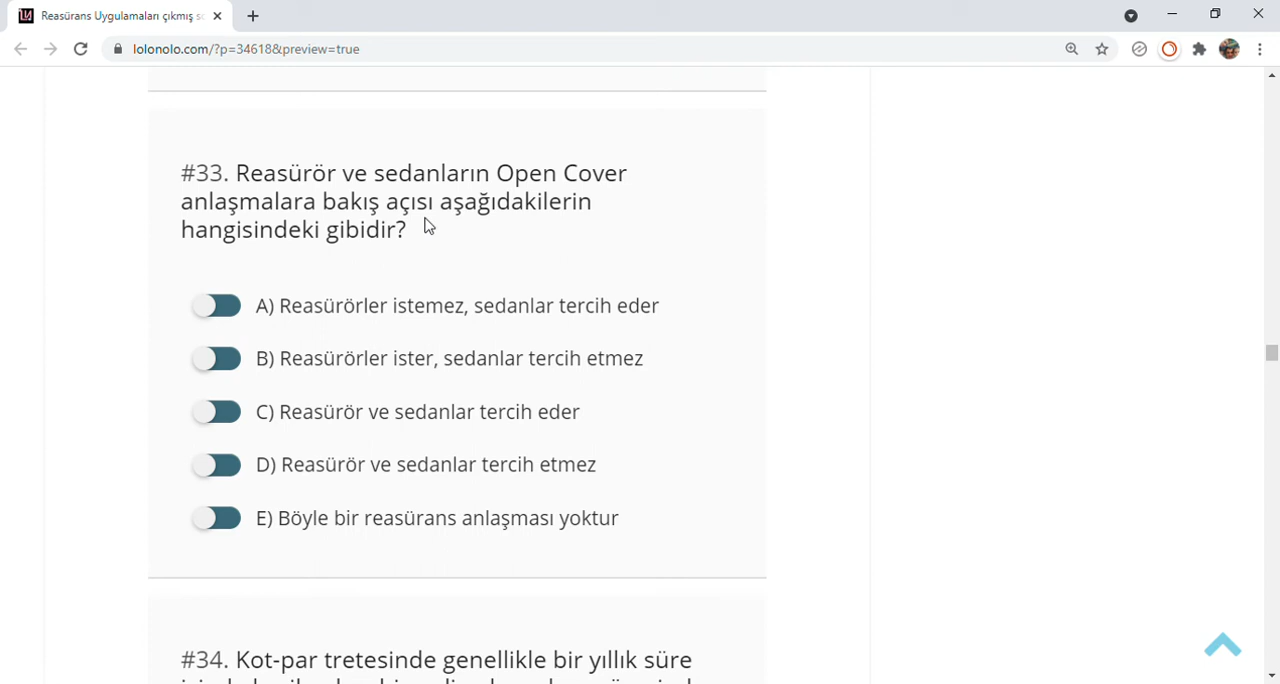 Reasürans Uygulamaları çıkmış so
lolonolo.com/?p=34618&preview=true
#33. Reasürör ve sedanların Open Cover
anlaşmalara bakış açısı aşağıdakilerin
hangisindeki gibidir?
A) Reasürörler istemez, sedanlar tercih eder
B) Reasürörler ister, sedanlar tercih etmez
C) Reasürör ve sedanlar tercih eder
D) Reasürör ve sedanlar tercih etmez
E) Böyle bir reasürans anlaşması yoktur
#34. Kot-par tretesinde genellikle bir yıllık süre